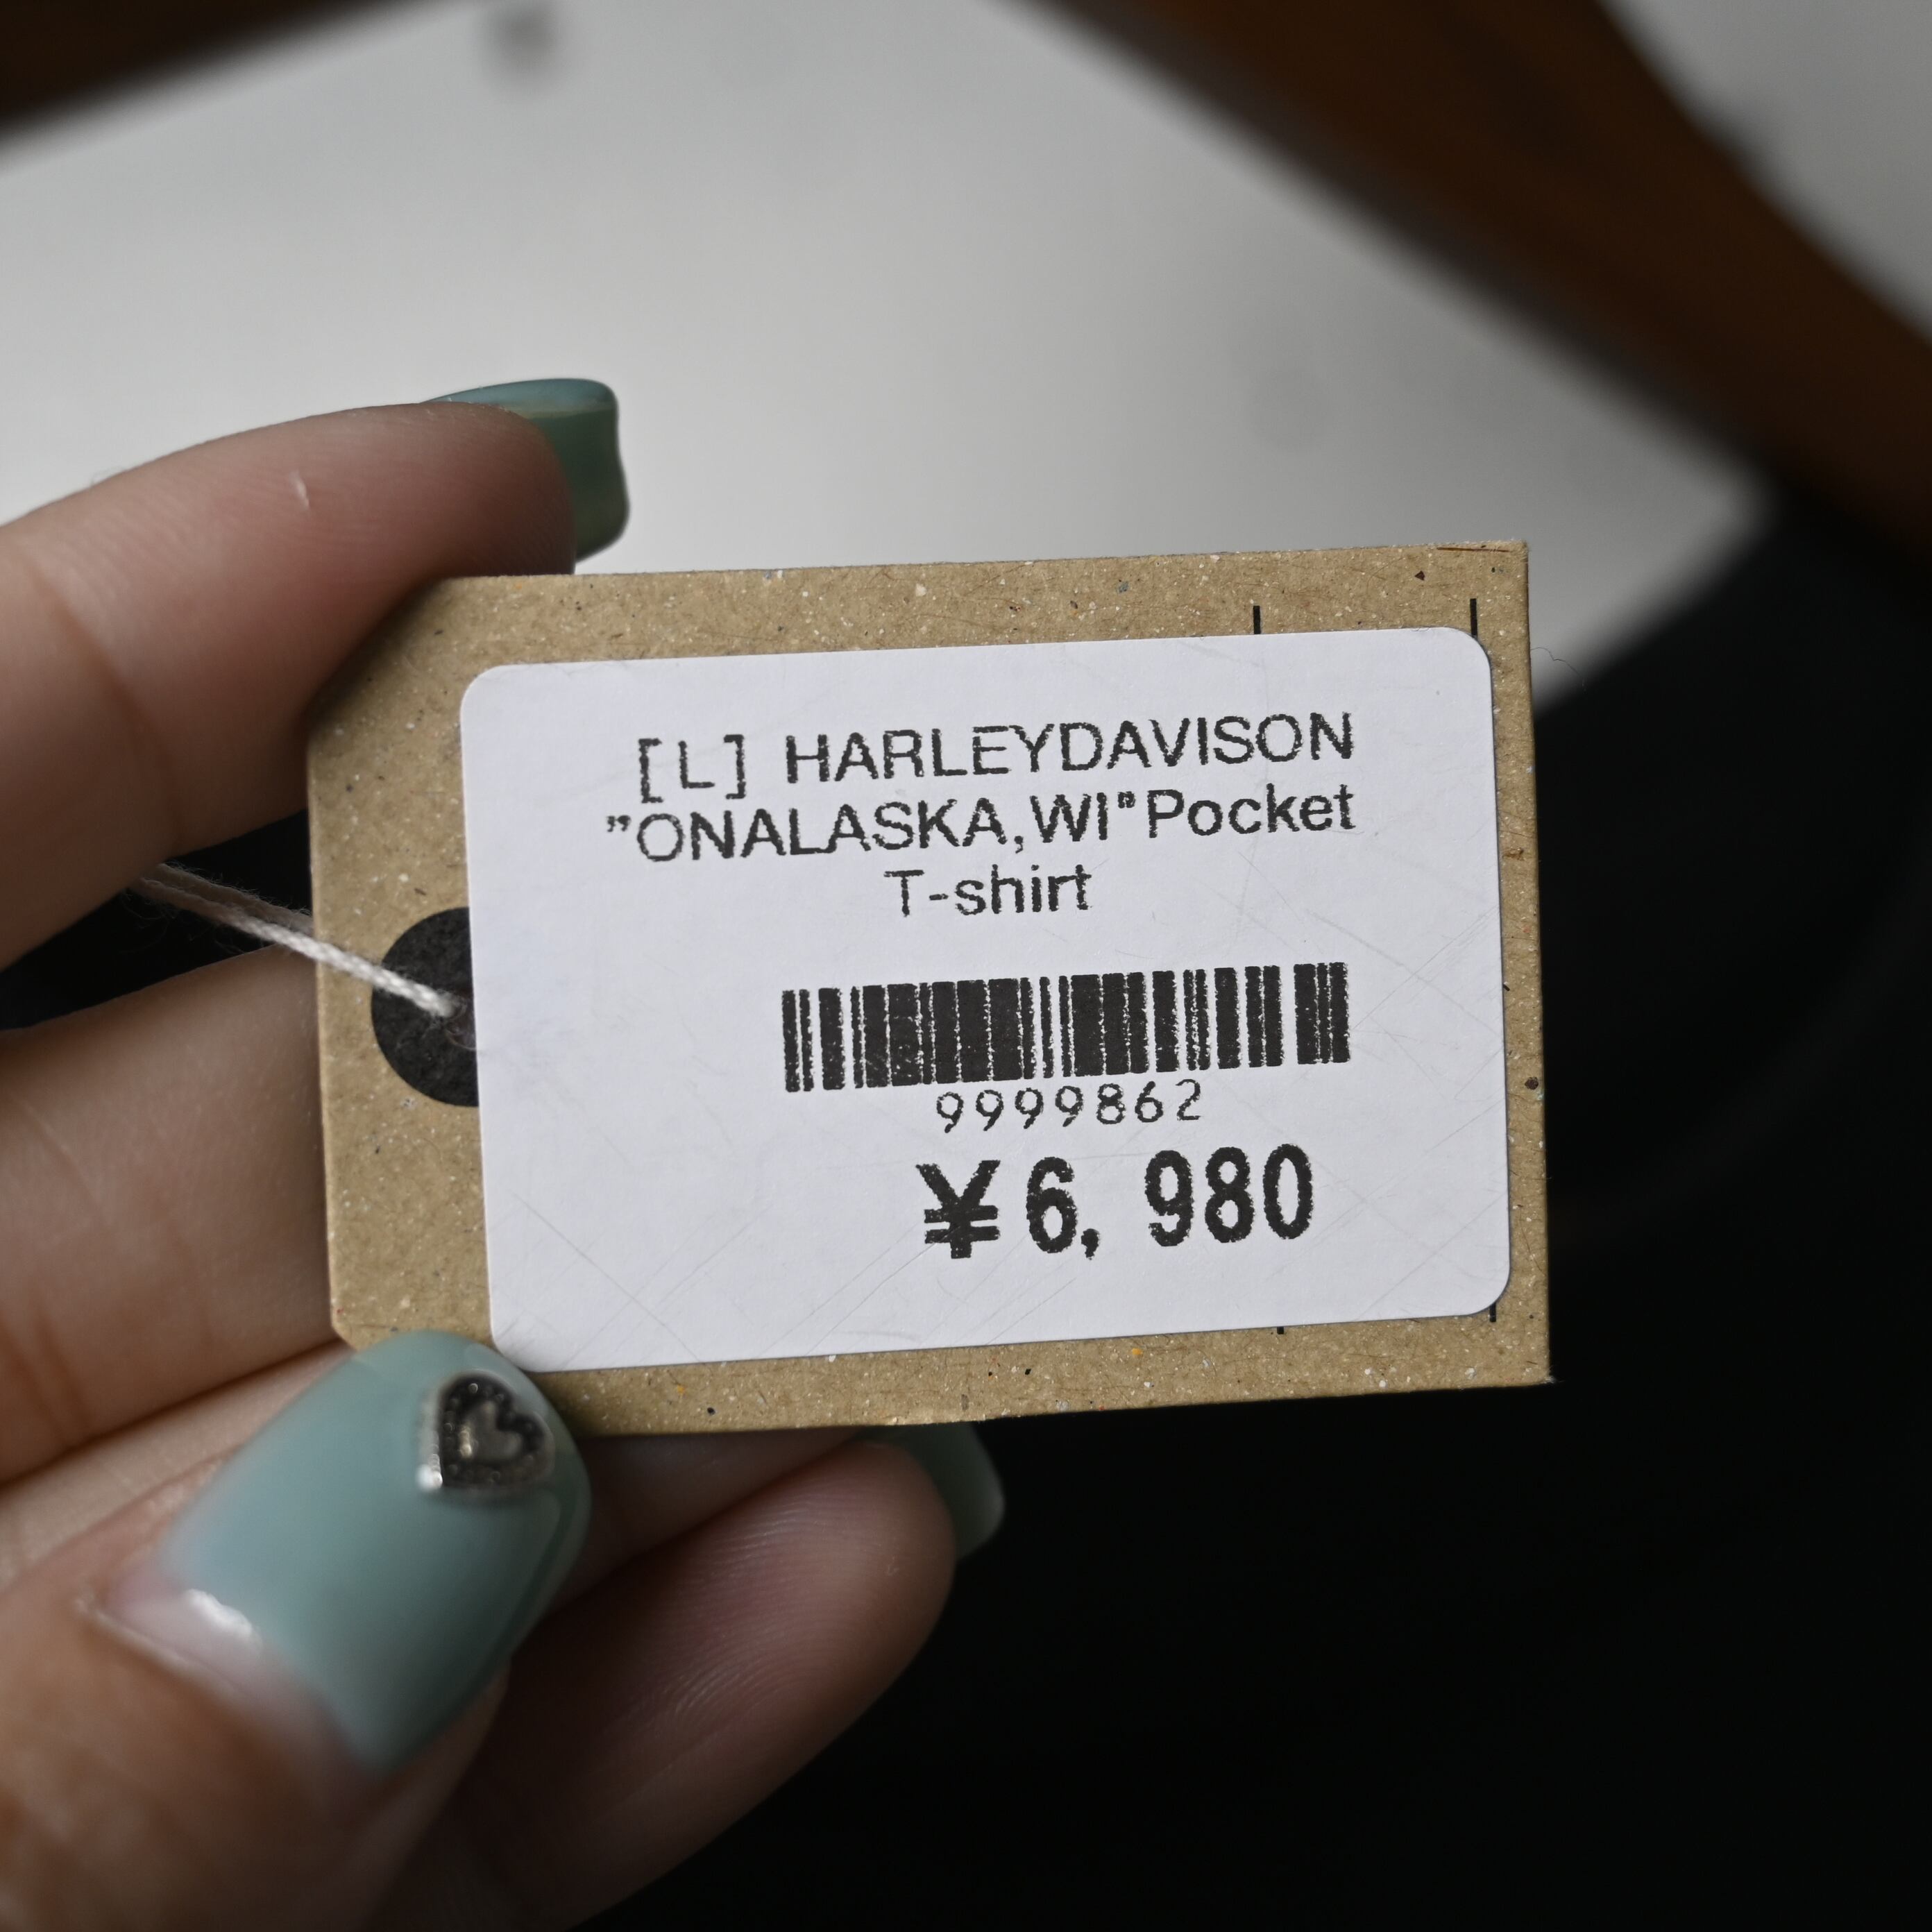 [L] HARLEYDAVISON
"ONALASKA,WI"Pocket
T-shirt
9999862
¥6,980